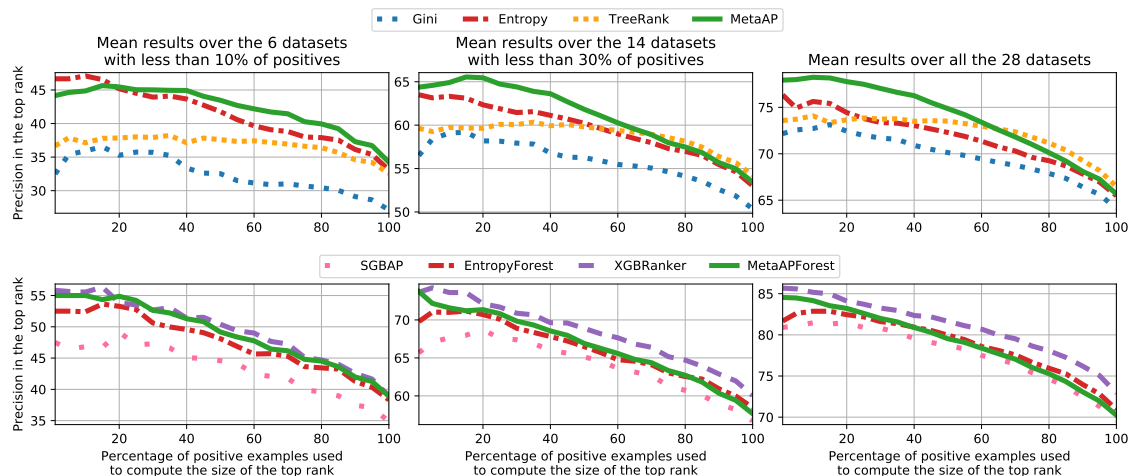 Gini Entropy TreeRank MetaAP
Mean results over the 6 datasets
with less than 10% of positives
Mean results over the 14 datasets
with less than 30% of positives
Mean results over all the 28 datasets
Precision in the top rank
45
40
35
30
20 40 60 80 100
65
60
55
50
20 40 60 80 100
75
70
65
20 40 60 80 100
SGBAP EntropyForest XGBRanker MetaAPForest
Precision in the top rank
55
50
45
40
35
20 40 60 80 100
70
65
60
20 40 60 80 100
85
80
75
70
20 40 60 80 100
Percentage of positive examples used
to compute the size of the top rank
Percentage of positive examples used
to compute the size of the top rank
Percentage of positive examples used
to compute the size of the top rank